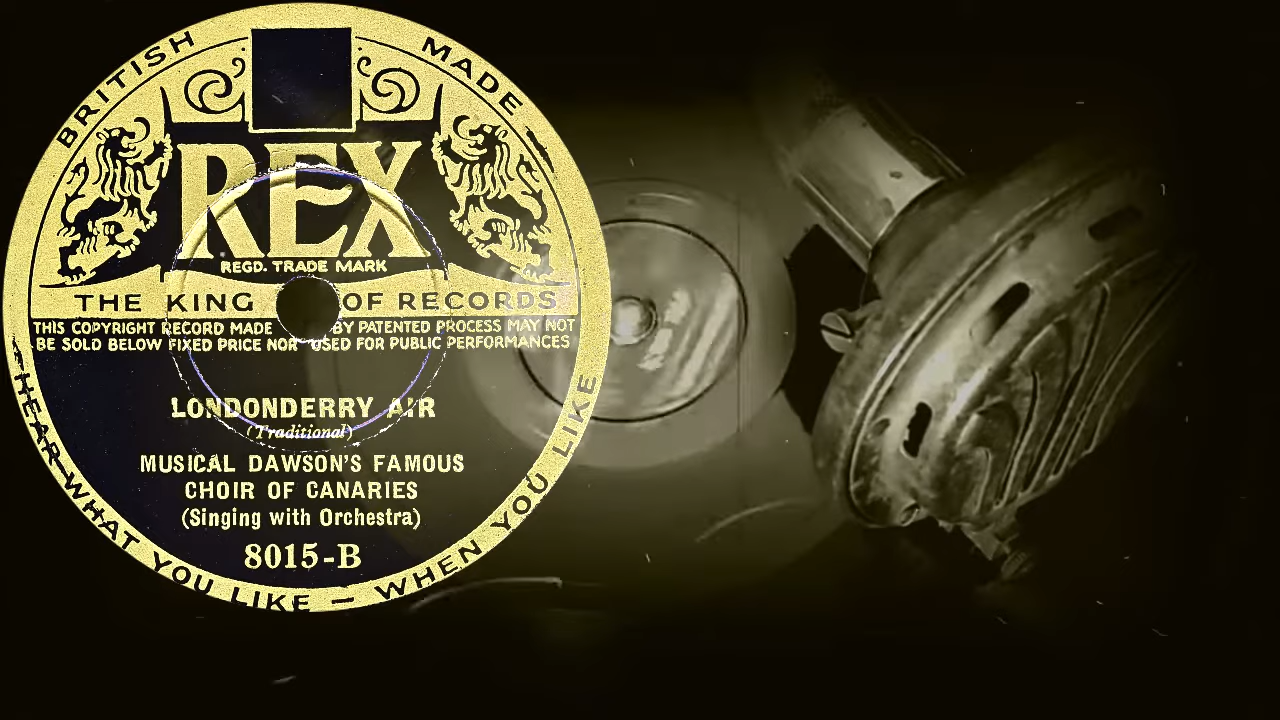 BRITISH MADE
REX
REGD. TRADE MARK
THE KING OF RECORDS
THIS COPYRIGHT RECORD MADE BY PATENTED PROCESS MAY NOT
BE SOLD BELOW FIXED PRICE NOR USED FOR PUBLIC PERFORMANCES
LONDONDERRY AIR
(Traditional)
MUSICAL DAWSON'S FAMOUS
CHOIR OF CANARIES
(Singing with Orchestra)
8015-B
HEAR WHAT YOU LIKE — WHEN YOU LIKE